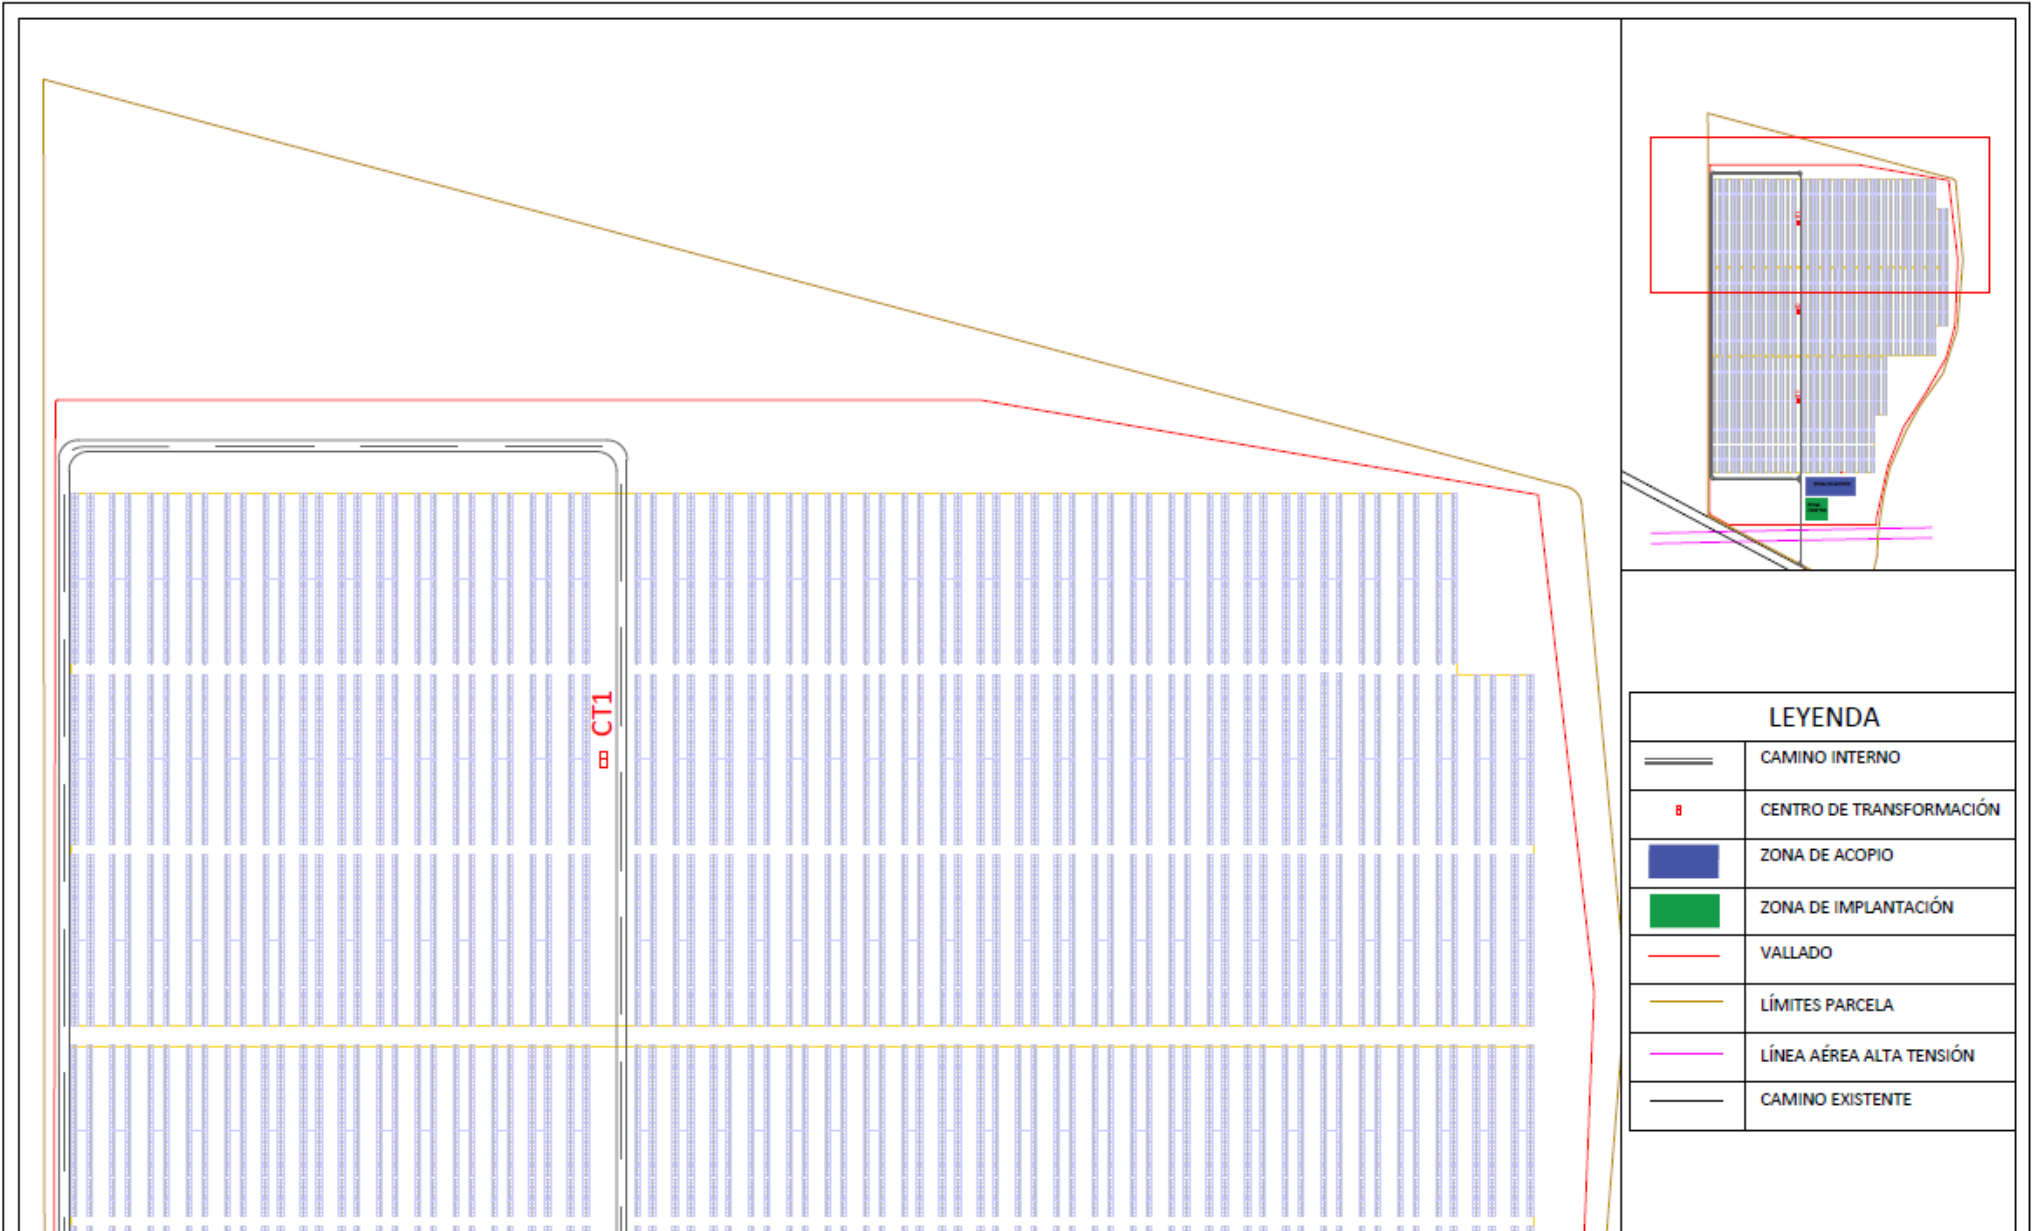 CT1
LEYENDA
CAMINO INTERNO
CENTRO DE TRANSFORMACIÓN
ZONA DE ACOPIO
ZONA DE IMPLANTACIÓN
VALLADO
LÍMITES PARCELA
LÍNEA AÉREA ALTA TENSIÓN
CAMINO EXISTENTE